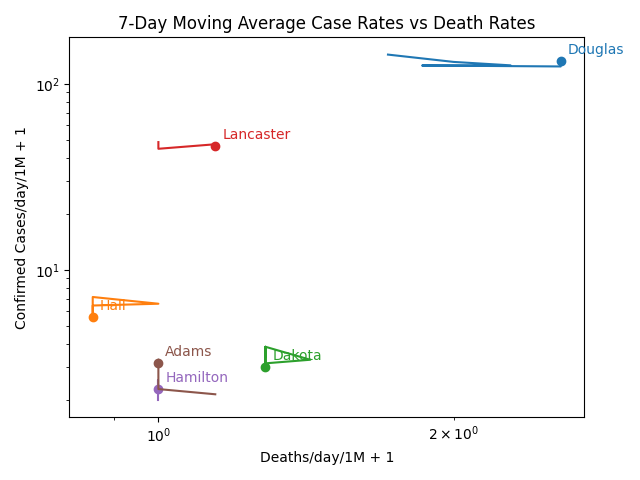 7-Day Moving Average Case Rates vs Death Rates
Douglas
10²
Lancaster
Confirmed Cases/day/1M + 1
10¹
Hall
Adams
Dakota
Hamilton
10⁰
2 × 10⁰
Deaths/day/1M + 1